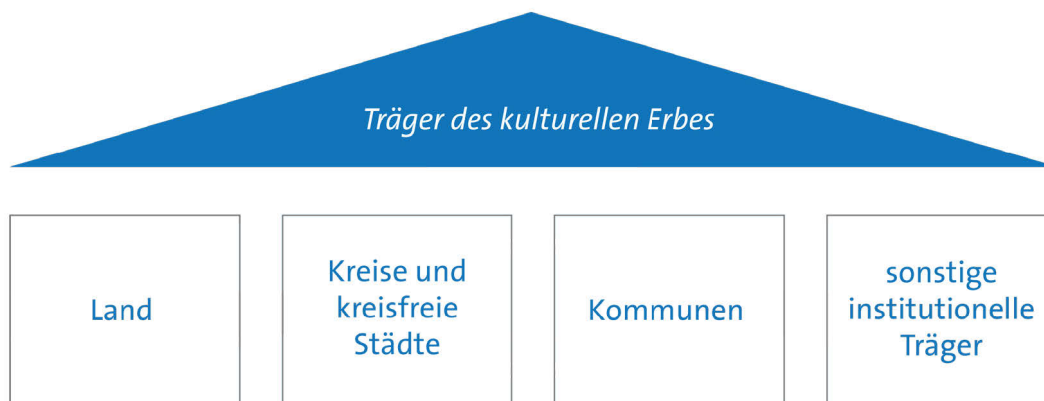 Träger des kulturellen Erbes
Land
Kreise und
kreisfreie
Städte
Kommunen
sonstige
institutionelle
Träger